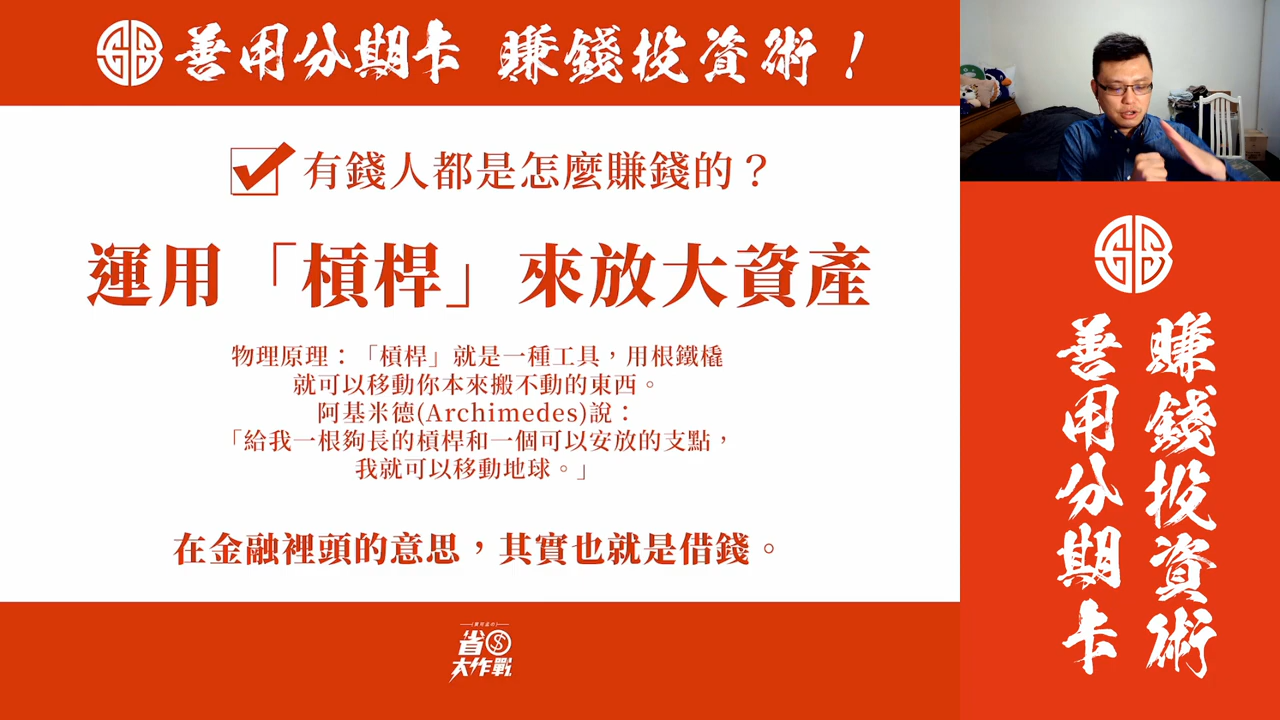 善用分期卡 賺錢投資術！
有錢人都是怎麼賺錢的？
運用「槓桿」來放大資產
物理原理：「槓桿」就是一種工具，用根鐵橇
就可以移動你本來搬不動的東西。
阿基米德(Archimedes)說：
「給我一根夠長的槓桿和一個可以安放的支點，
我就可以移動地球。」
在金融裡頭的意思，其實也就是借錢。
省
大作戰
賺錢投資術
善用分期卡